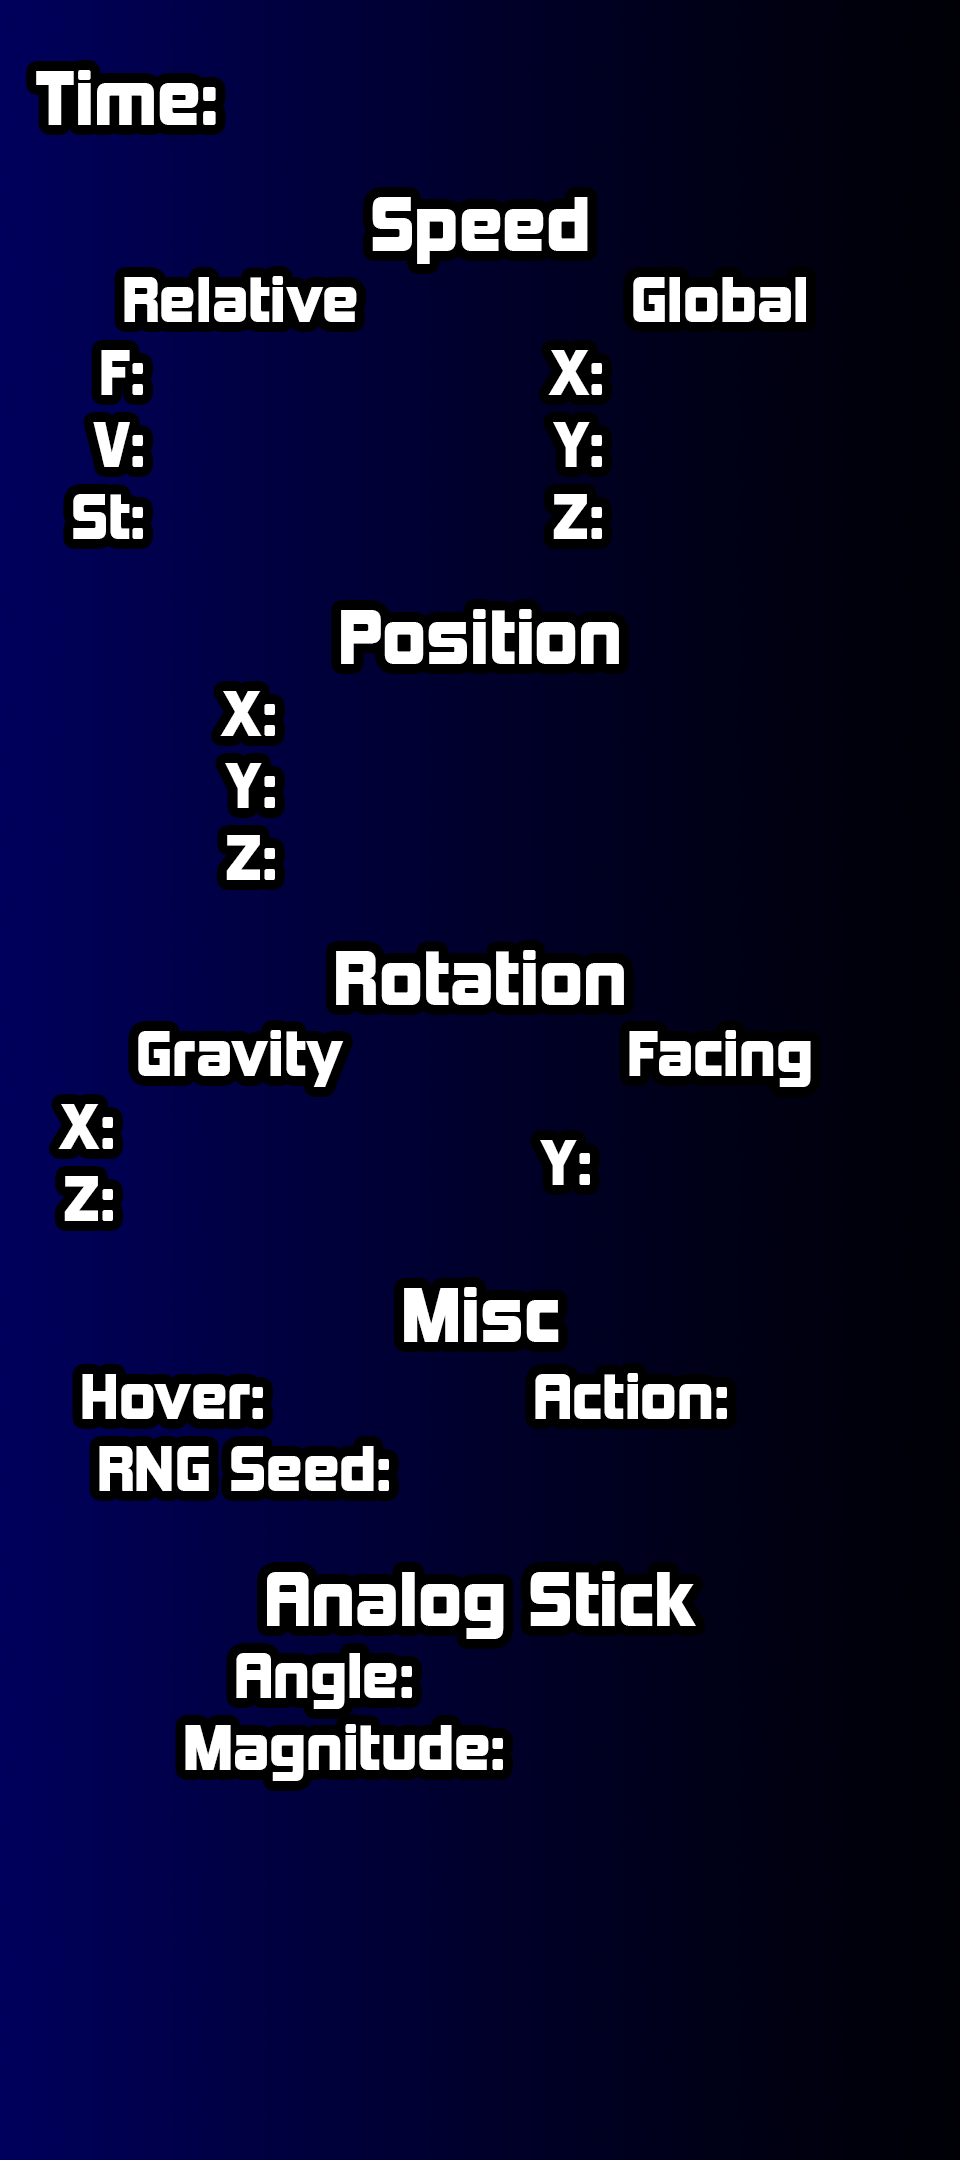 Time:
Speed
Relative Global
F: X:
V: Y:
St: Z:
Position
X:
Y:
Z:
Rotation
Gravity Facing
X:
Y:
Z:
Misc
Hover: Action:
RNG Seed:
Analog Stick
Angle:
Magnitude: